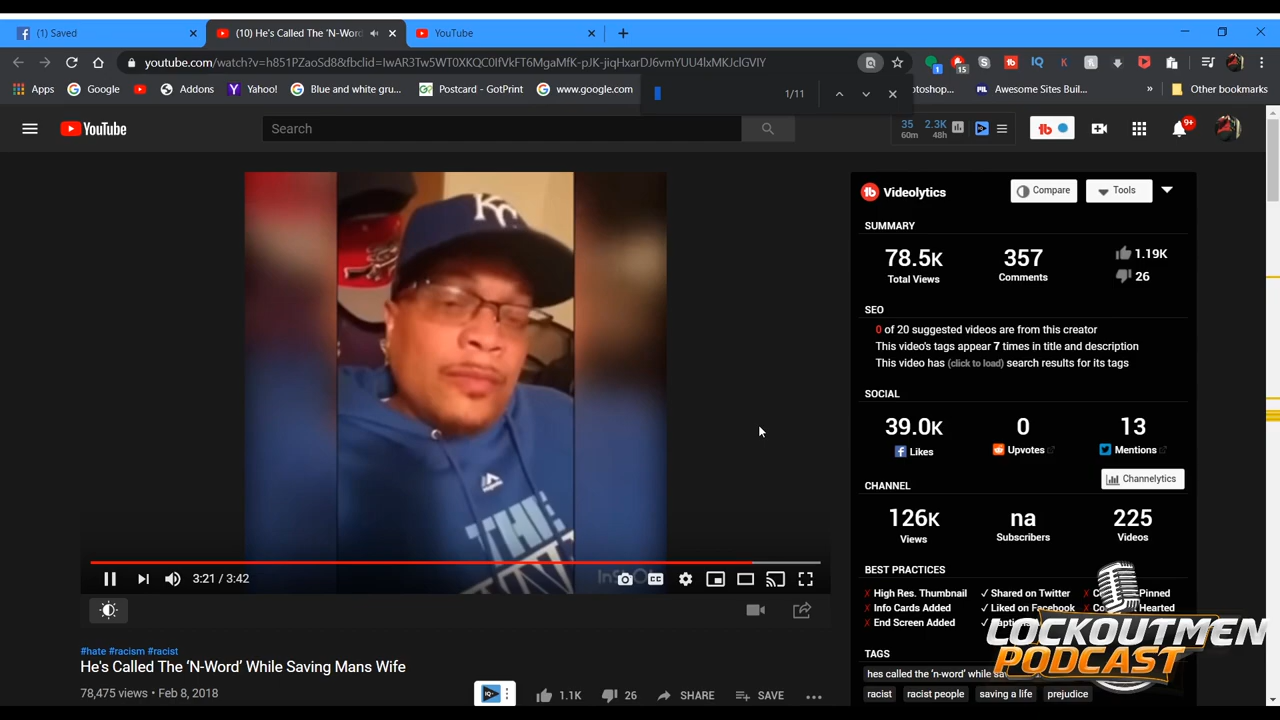 (1) Saved
(10) He's Called The 'N-Word'
YouTube
youtube.com/watch?v=h851PZaoSd8&fbclid=IwAR3Tw5WT0XKQC0IfVkFT6MgaMfK-pJK-jiqHxarDJ6vmYUU4lxMKJclGVIY
Apps
Google
Addons
Yahoo!
Blue and white gru...
Postcard - GotPrint
www.google.com
1/11
Awesome Sites Buil...
»
Other bookmarks
YouTube
Search
35
60m
2.3K
48h
9+
KC
Videolytics
Compare
Tools
SUMMARY
78.5K
Total Views
357
Comments
1.19K
26
SEO
0 of 20 suggested videos are from this creator
This video's tags appear 7 times in title and description
This video has (click to load) search results for its tags
SOCIAL
39.0K
Likes
0
Upvotes
13
Mentions
CHANNEL
Channelytics
126K
Views
na
Subscribers
225
Videos
BEST PRACTICES
High Res. Thumbnail
Shared on Twitter
Pinned
Info Cards Added
Liked on Facebook
Hearted
End Screen Added
THE
3:21 / 3:42
LOCKOUTMEN
PODCAST
#hate #racism #racist
He's Called The ‘N-Word’ While Saving Mans Wife
78,475 views • Feb 8, 2018
1.1K
26
SHARE
SAVE
TAGS
hes called the 'n-word' while
racist
racist people
saving a life
prejudice